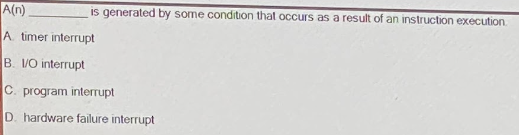 A(n) ________ is generated by some condition that occurs as a result of an instruction execution.
A. timer interrupt
B. I/O interrupt
C. program interrupt
D. hardware failure interrupt